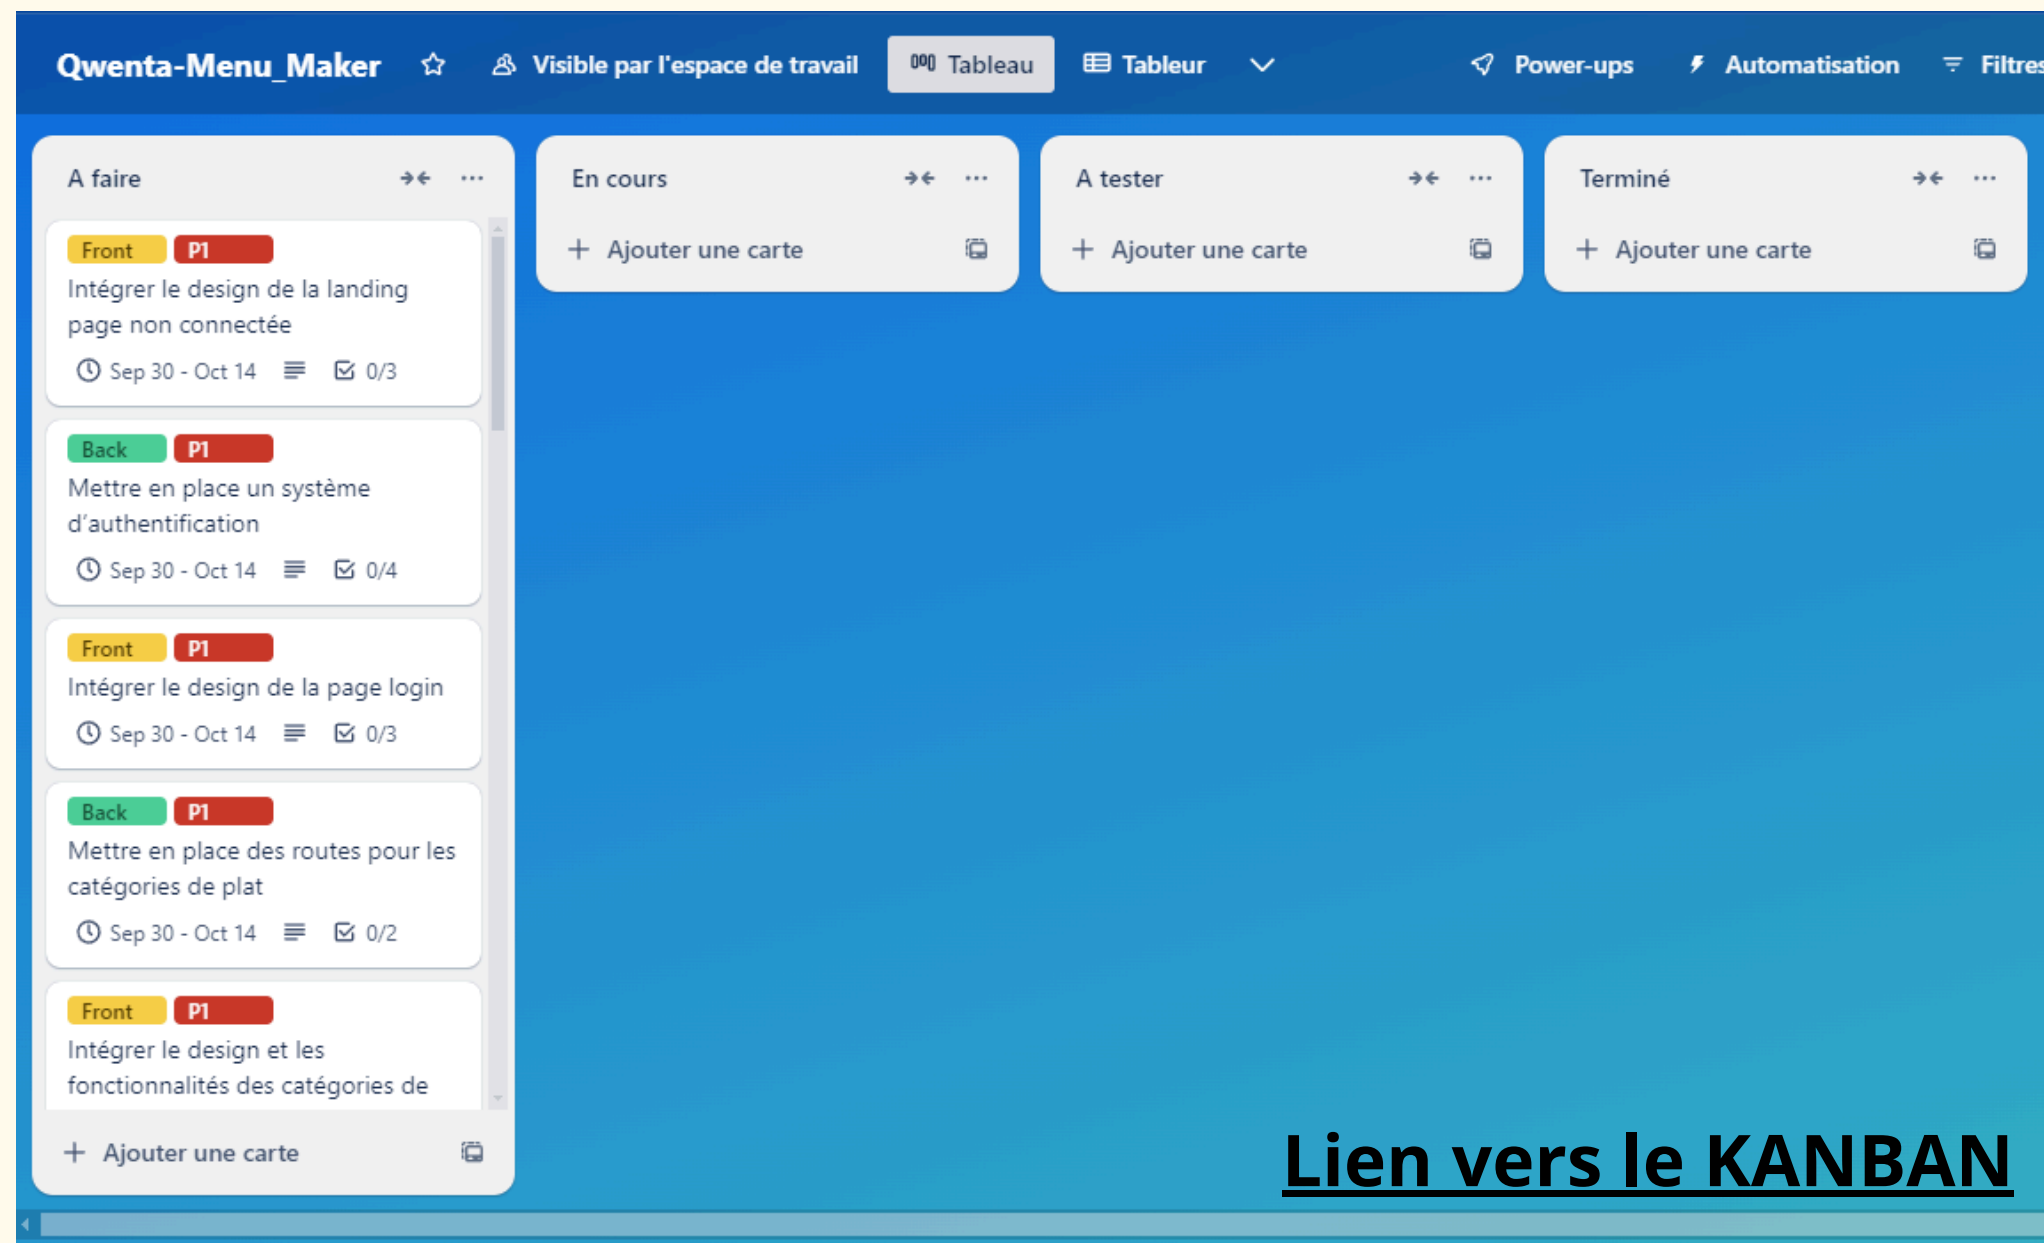 Qwenta-Menu_Maker Visible par l'espace de travail Tableau Tableur Power-ups Automatisation Filtres
A faire
Front P1
Intégrer le design de la landing
page non connectée
Sep 30 - Oct 14 0/3
Back P1
Mettre en place un système
d'authentification
Sep 30 - Oct 14 0/4
Front P1
Intégrer le design de la page login
Sep 30 - Oct 14 0/3
Back P1
Mettre en place des routes pour les
catégories de plat
Sep 30 - Oct 14 0/2
Front P1
Intégrer le design et les
fonctionnalités des catégories de
+ Ajouter une carte
En cours
+ Ajouter une carte
A tester
+ Ajouter une carte
Terminé
+ Ajouter une carte
Lien vers le KANBAN